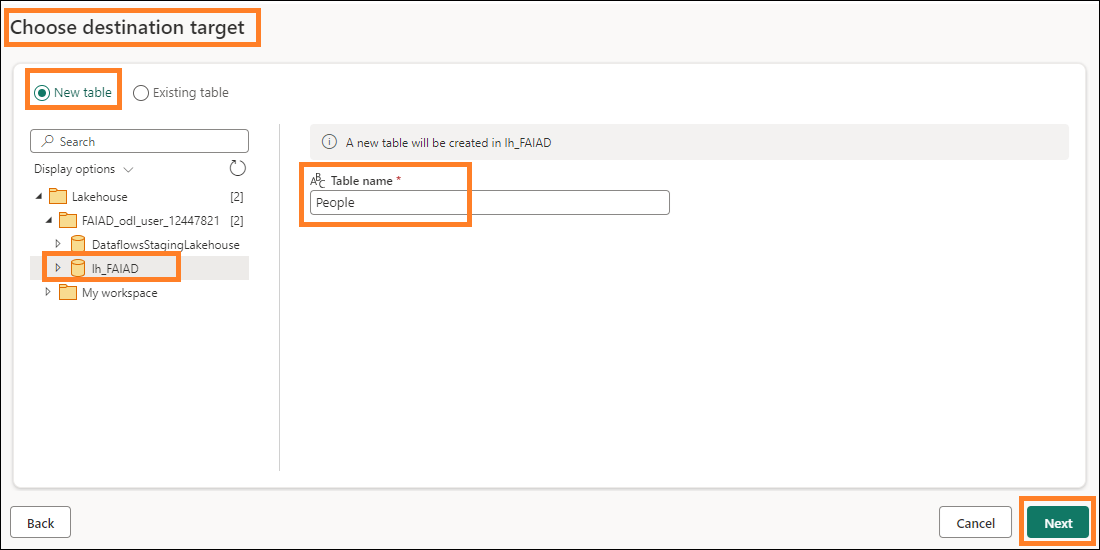 Choose destination target
New table
Existing table
Search
Display options
Lakehouse [2]
FAIAD_odl_user_12447821 [2]
DataflowsStagingLakehouse
lh_FAIAD
My workspace
A new table will be created in lh_FAIAD
ABC Table name *
People
Back
Cancel
Next